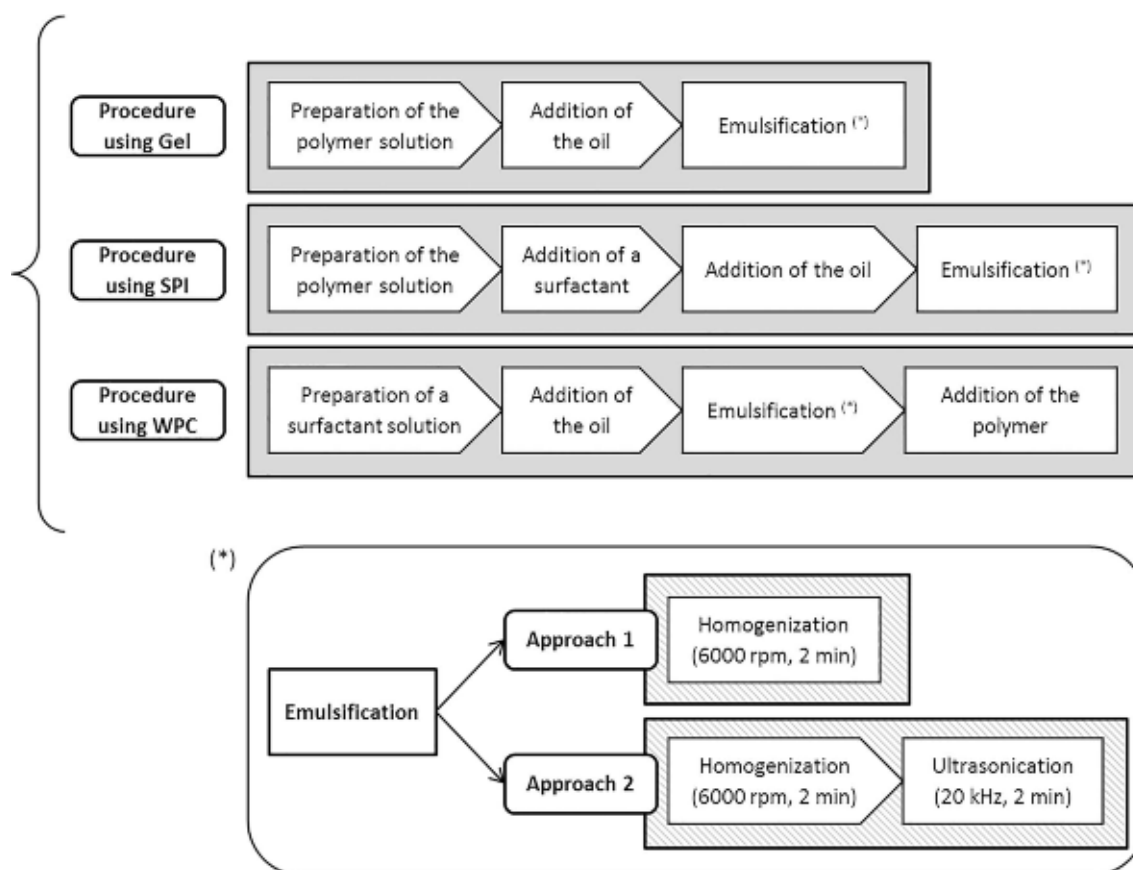 Procedure
using Gel
Preparation of the
polymer solution
Addition of
the oil
Emulsification (*)
Procedure
using SPI
Preparation of the
polymer solution
Addition of a
surfactant
Addition of the oil
Emulsification (*)
Procedure
using WPC
Preparation of a
surfactant solution
Addition of
the oil
Emulsification (*)
Addition of the
polymer
(*)
Emulsification
Approach 1
Homogenization
(6000 rpm, 2 min)
Approach 2
Homogenization
(6000 rpm, 2 min)
Ultrasonication
(20 kHz, 2 min)